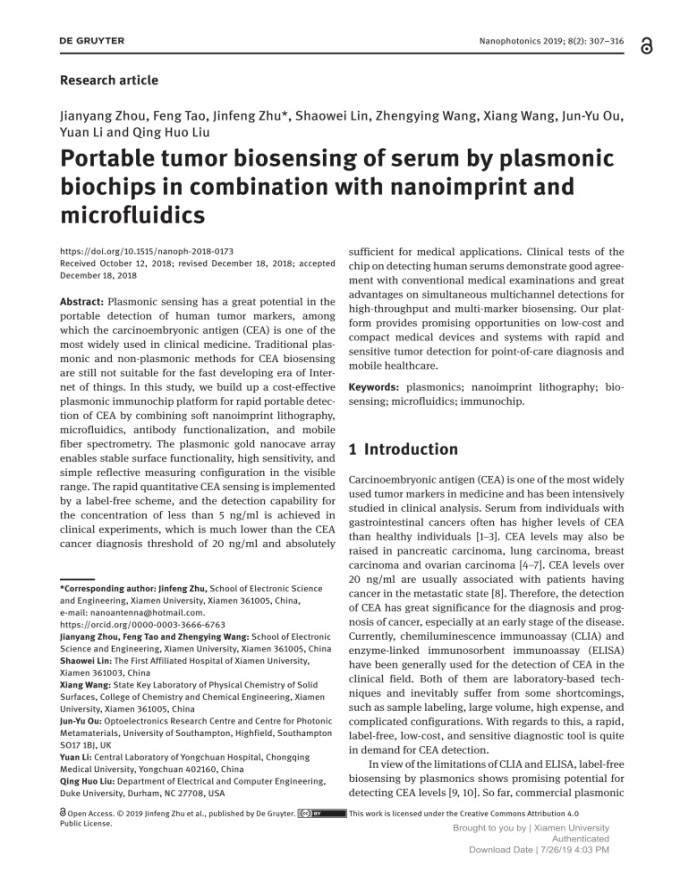 DE GRUYTER
Nanophotonics 2019; 8(2): 307–316
Research article
Jianyang Zhou, Feng Tao, Jinfeng Zhu*, Shaowei Lin, Zhengying Wang, Xiang Wang, Jun-Yu Ou,
Yuan Li and Qing Huo Liu
Portable tumor biosensing of serum by plasmonic
biochips in combination with nanoimprint and
microfluidics
https://doi.org/10.1515/nanoph-2018-0173
Received October 12, 2018; revised December 18, 2018; accepted
December 18, 2018
Abstract: Plasmonic sensing has a great potential in the
portable detection of human tumor markers, among
which the carcinoembryonic antigen (CEA) is one of the
most widely used in clinical medicine. Traditional plas-
monic and non-plasmonic methods for CEA biosensing
are still not suitable for the fast developing era of Inter-
net of things. In this study, we build up a cost-effective
plasmonic immunochip platform for rapid portable detec-
tion of CEA by combining soft nanoimprint lithography,
microfluidics, antibody functionalization, and mobile
fiber spectrometry. The plasmonic gold nanocave array
enables stable surface functionality, high sensitivity, and
simple reflective measuring configuration in the visible
range. The rapid quantitative CEA sensing is implemented
by a label-free scheme, and the detection capability for
the concentration of less than 5 ng/ml is achieved in
clinical experiments, which is much lower than the CEA
cancer diagnosis threshold of 20 ng/ml and absolutely
*Corresponding author: Jinfeng Zhu, School of Electronic Science
and Engineering, Xiamen University, Xiamen 361005, China,
e-mail: nanoantenna@hotmail.com.
https://orcid.org/0000-0003-3666-6763
Jianyang Zhou, Feng Tao and Zhengying Wang: School of Electronic
Science and Engineering, Xiamen University, Xiamen 361005, China
Shaowei Lin: The First Affiliated Hospital of Xiamen University,
Xiamen 361003, China
Xiang Wang: State Key Laboratory of Physical Chemistry of Solid
Surfaces, College of Chemistry and Chemical Engineering, Xiamen
University, Xiamen 361005, China
Jun-Yu Ou: Optoelectronics Research Centre and Centre for Photonic
Metamaterials, University of Southampton, Highfield, Southampton
SO17 1BJ, UK
Yuan Li: Central Laboratory of Yongchuan Hospital, Chongqing
Medical University, Yongchuan 402160, China
Qing Huo Liu: Department of Electrical and Computer Engineering,
Duke University, Durham, NC 27708, USA
sufficient for medical applications. Clinical tests of the
chip on detecting human serums demonstrate good agree-
ment with conventional medical examinations and great
advantages on simultaneous multichannel detections for
high-throughput and multi-marker biosensing. Our plat-
form provides promising opportunities on low-cost and
compact medical devices and systems with rapid and
sensitive tumor detection for point-of-care diagnosis and
mobile healthcare.
Keywords: plasmonics; nanoimprint lithography; bio-
sensing; microfluidics; immunochip.
1 Introduction
Carcinoembryonic antigen (CEA) is one of the most widely
used tumor markers in medicine and has been intensively
studied in clinical analysis. Serum from individuals with
gastrointestinal cancers often has higher levels of CEA
than healthy individuals [1–3]. CEA levels may also be
raised in pancreatic carcinoma, lung carcinoma, breast
carcinoma and ovarian carcinoma [4–7]. CEA levels over
20 ng/ml are usually associated with patients having
cancer in the metastatic state [8]. Therefore, the detection
of CEA has great significance for the diagnosis and prog-
nosis of cancer, especially at an early stage of the disease.
Currently, chemiluminescence immunoassay (CLIA) and
enzyme-linked immunosorbent immunoassay (ELISA)
have been generally used for the detection of CEA in the
clinical field. Both of them are laboratory-based tech-
niques and inevitably suffer from some shortcomings,
such as sample labeling, large volume, high expense, and
complicated configurations. With regards to this, a rapid,
label-free, low-cost, and sensitive diagnostic tool is quite
in demand for CEA detection.
In view of the limitations of CLIA and ELISA, label-free
biosensing by plasmonics shows promising potential for
detecting CEA levels [9, 10]. So far, commercial plasmonic
Open Access. © 2019 Jinfeng Zhu et al., published by De Gruyter. (cc) BY This work is licensed under the Creative Commons Attribution 4.0
Public License.
Brought to you by | Xiamen University
Authenticated
Download Date | 7/26/19 4:03 PM